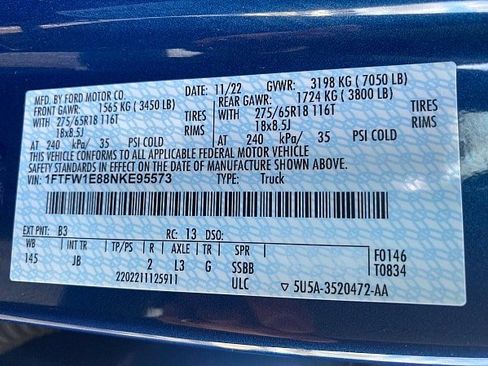 MFD. BY FORD MOTOR CO. DATE: 11/22 GVWR: 3198 KG (7050 LB)
FRONT GAWR: 1565 KG (3450 LB) REAR GAWR: 1724 KG (3800 LB)
WITH 275/65R18 116T TIRES WITH 275/65R18 116T TIRES
18x8.5J RIMS 18x8.5J RIMS
AT 240 kPa/ 35 PSI COLD AT 240 kPa/ 35 PSI COLD
THIS VEHICLE CONFORMS TO ALL APPLICABLE FEDERAL MOTOR VEHICLE
SAFETY STANDARDS IN EFFECT ON THE DATE OF MANUFACTURE SHOWN ABOVE.
1FTFW1E88NKE95573 TYPE: Truck
EXT PNT: B3 RC: 13 DSO:
WB INT TR TP/PS R AXLE TR SPR F0146
145 JB 2 L3 G SSBB T0834
2202211125911 ULC 5U5A-3520472-AA